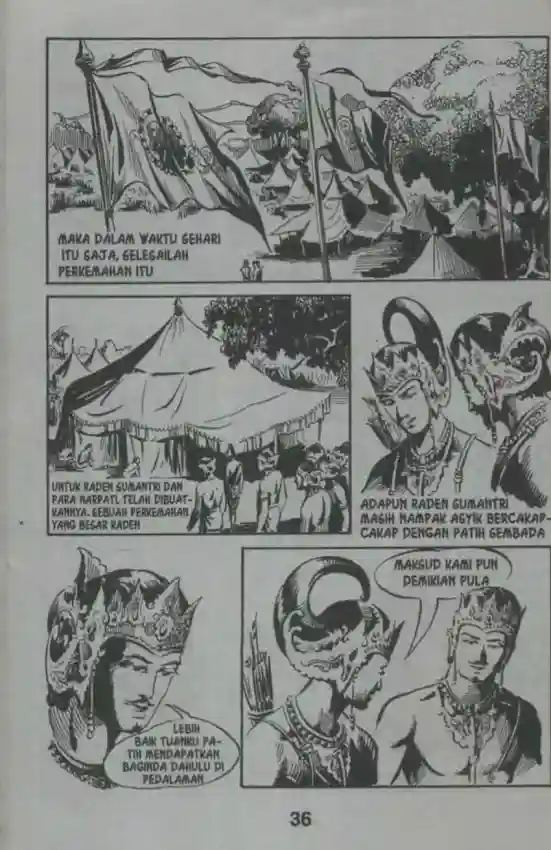 MAKA DALAM WAKTU SEHARI
ITU SAJA, SELESAILAH
PERKEMAHAN ITU
UNTUK RADEN SUMANTRI DAN
PARA NARPATI, TELAH DIBUAT-
KANNYA. SEBUAH PERKEMAHAN
YANG BESAR RADEN
ADAPUN RADEN SUMANTRI
MASIH NAMPAK ASYIK BERCAKAP-
CAKAP DENGAN PATIH SEMBADA
LEBIH
BAIK TUANKU PA-
TIH MENDAPATKAN
BAGINDA DAHULU DI
PEDALAMAN
MAKSUD KAMI PUN
DEMIKIAN PULA
36